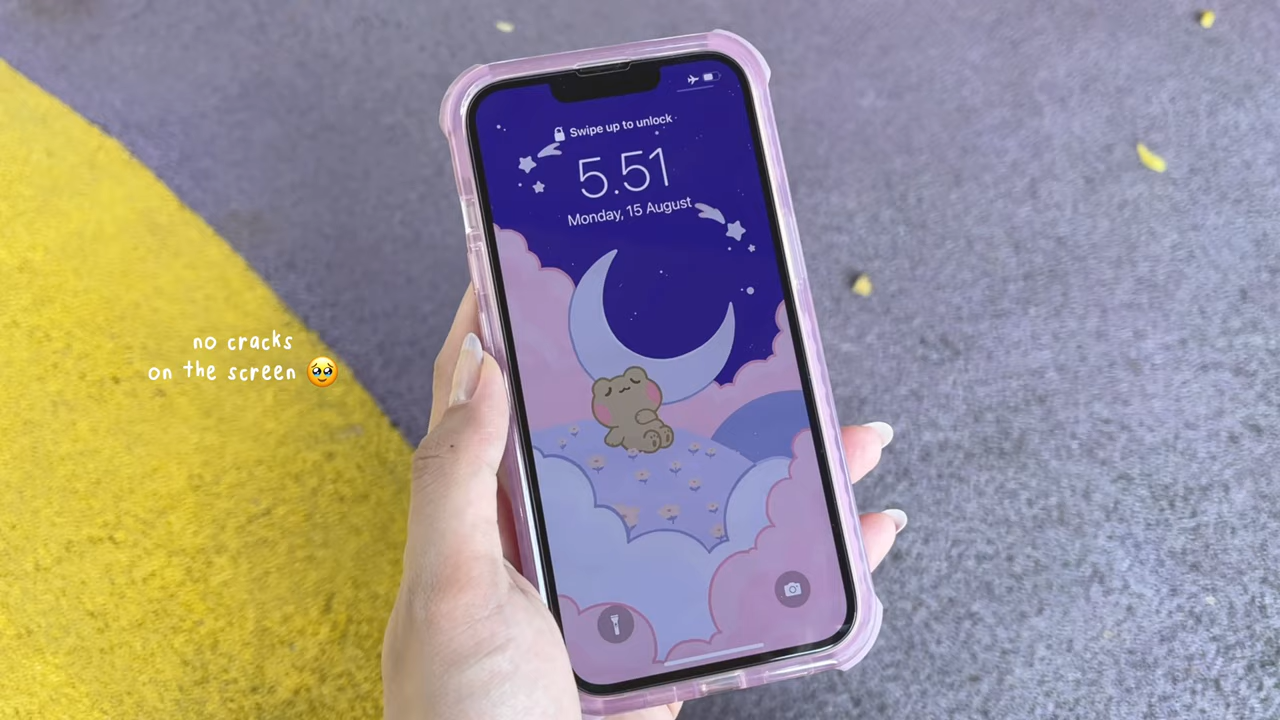 Swipe up to unlock
5.51
Monday, 15 August
no cracks
on the screen 🥹